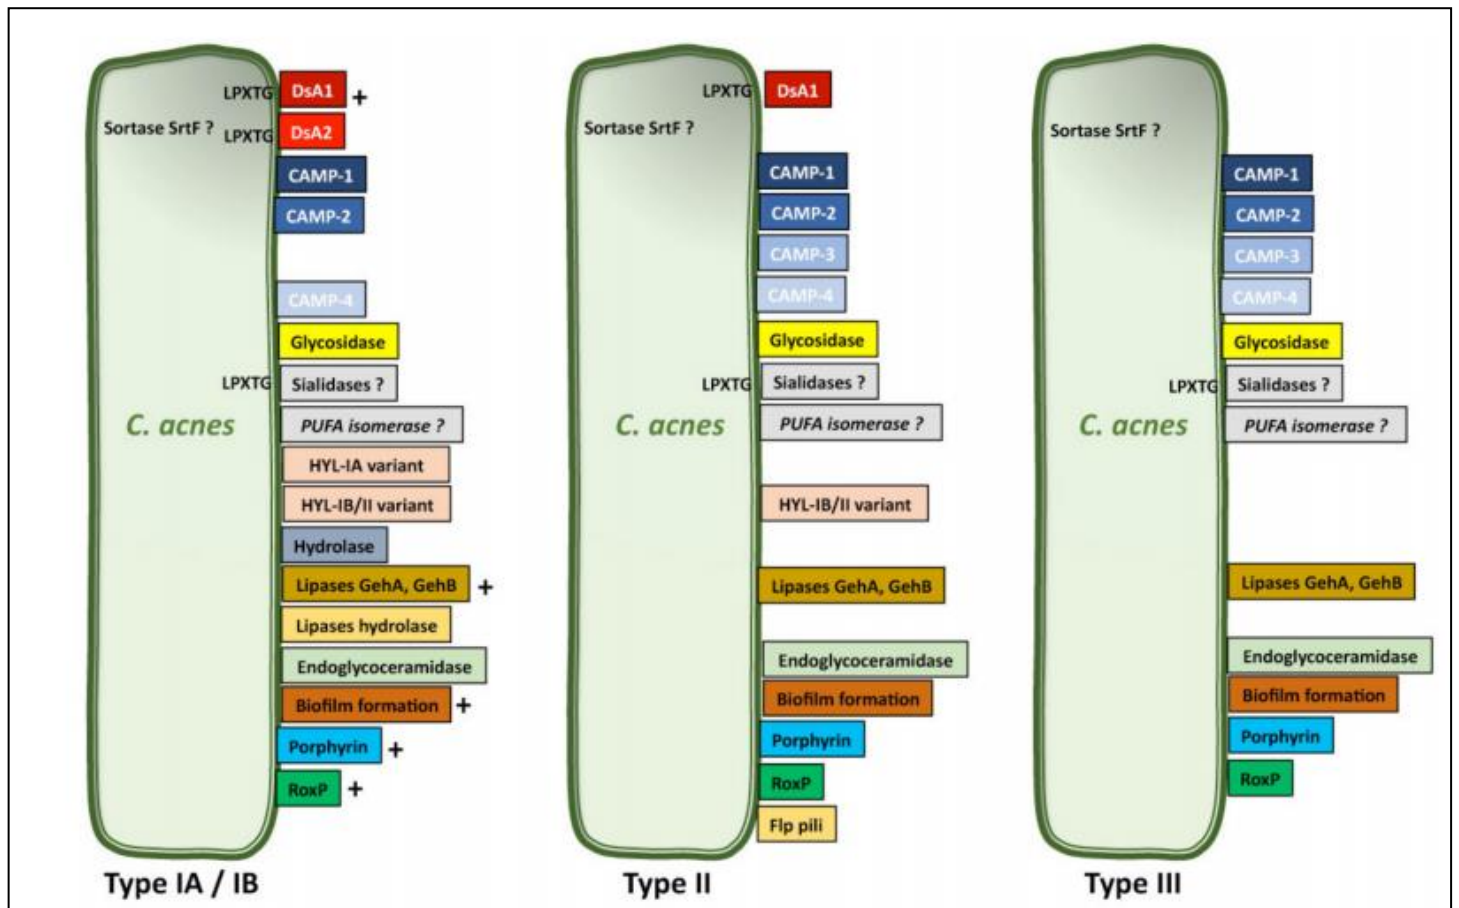 LPXTG DsA1 +
Sortase SrtF ? LPXTG DsA2
CAMP-1
CAMP-2
CAMP-4
Glycosidase
LPXTG Sialidases ?
C. acnes
PUFA isomerase ?
HYL-IA variant
HYL-IB/II variant
Hydrolase
Lipases GehA, GehB +
Lipases hydrolase
Endoglycoceramidase
Biofilm formation +
Porphyrin +
RoxP +
Type IA / IB
LPXTG DsA1
Sortase SrtF ?
CAMP-1
CAMP-2
CAMP-3
CAMP-4
Glycosidase
LPXTG Sialidases ?
C. acnes
PUFA isomerase ?
HYL-IB/II variant
Lipases GehA, GehB
Endoglycoceramidase
Biofilm formation
Porphyrin
RoxP
Flp pili
Type II
Sortase SrtF ?
CAMP-1
CAMP-2
CAMP-3
CAMP-4
Glycosidase
LPXTG Sialidases ?
C. acnes
PUFA isomerase ?
Lipases GehA, GehB
Endoglycoceramidase
Biofilm formation
Porphyrin
RoxP
Type III